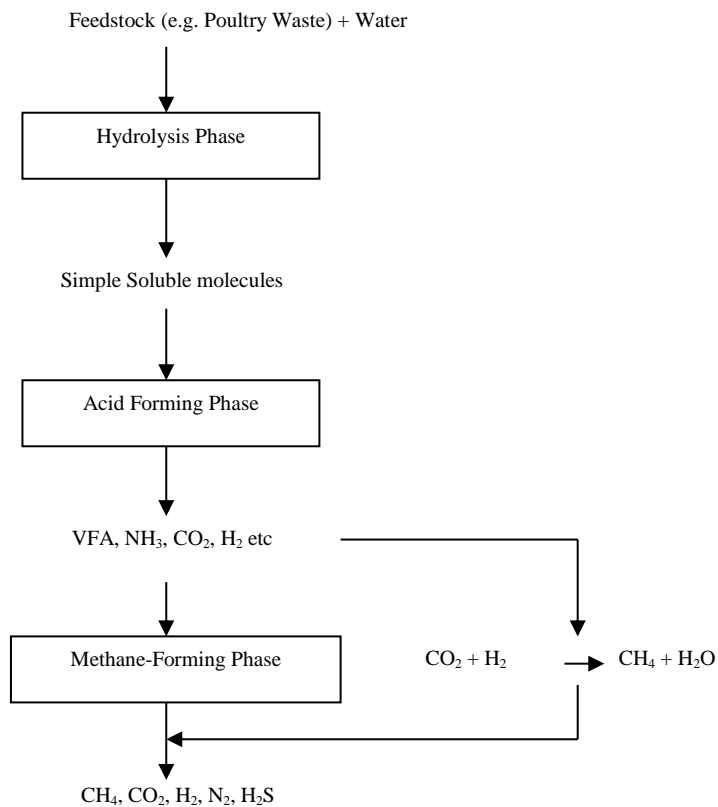 Feedstock (e.g. Poultry Waste) + Water
Hydrolysis Phase
Simple Soluble molecules
Acid Forming Phase
VFA, NH₃, CO₂, H₂ etc
Methane-Forming Phase
CO₂ + H₂
CH₄ + H₂O
CH₄, CO₂, H₂, N₂, H₂S